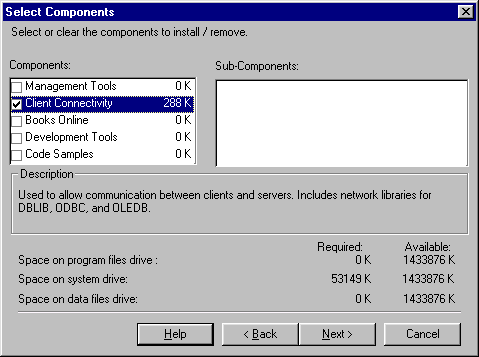 Select Components
Select or clear the components to install / remove.
Components:
Sub-Components:
Management Tools 0 K
Client Connectivity 288 K
Books Online 0 K
Development Tools 0 K
Code Samples 0 K
Description
Used to allow communication between clients and servers. Includes network libraries for
DBLIB, ODBC, and OLEDB.
Required: Available:
Space on program files drive : 0 K 1433876 K
Space on system drive: 53149 K 1433876 K
Space on data files drive: 0 K 1433876 K
Help < Back Next > Cancel